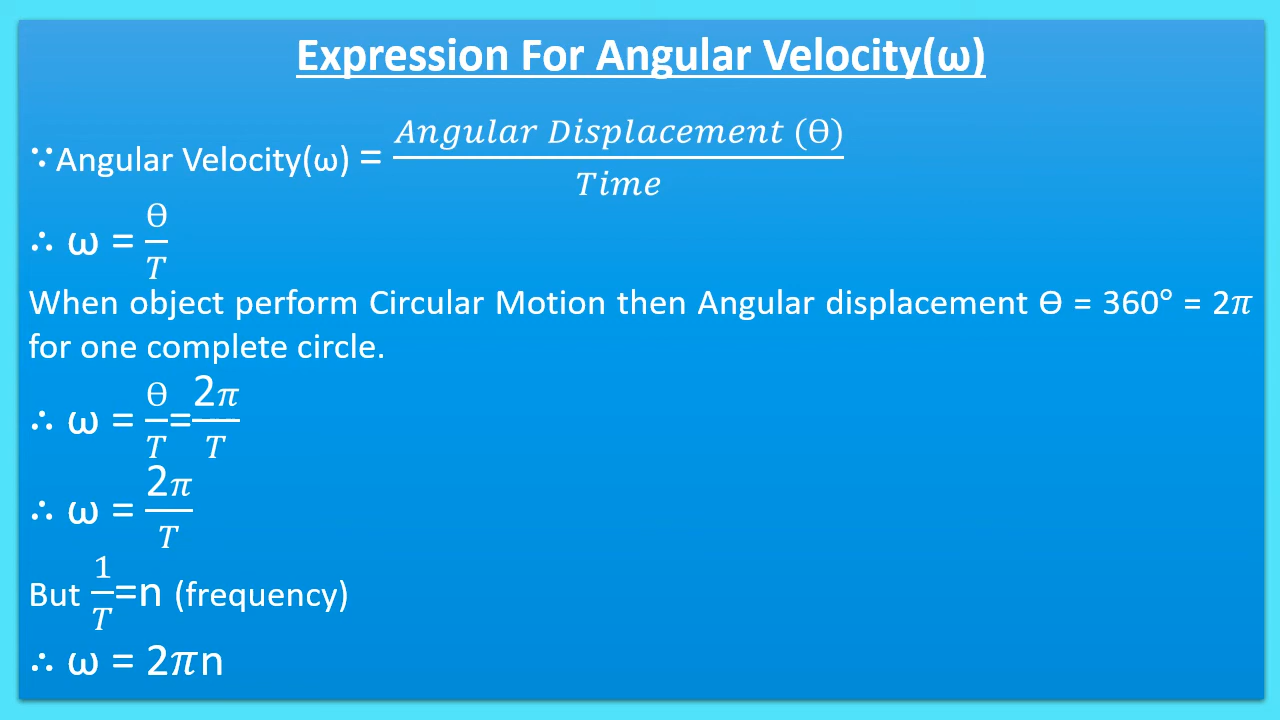 Expression For Angular Velocity(ω)
∵Angular Velocity(ω) = Angular Displacement (Ө)/Time
∴ ω = Ө/T
When object perform Circular Motion then Angular displacement Ө = 360° = 2π
for one complete circle.
∴ ω = Ө/T=2π/T
∴ ω = 2π/T
But 1/T=n (frequency)
∴ ω = 2πn